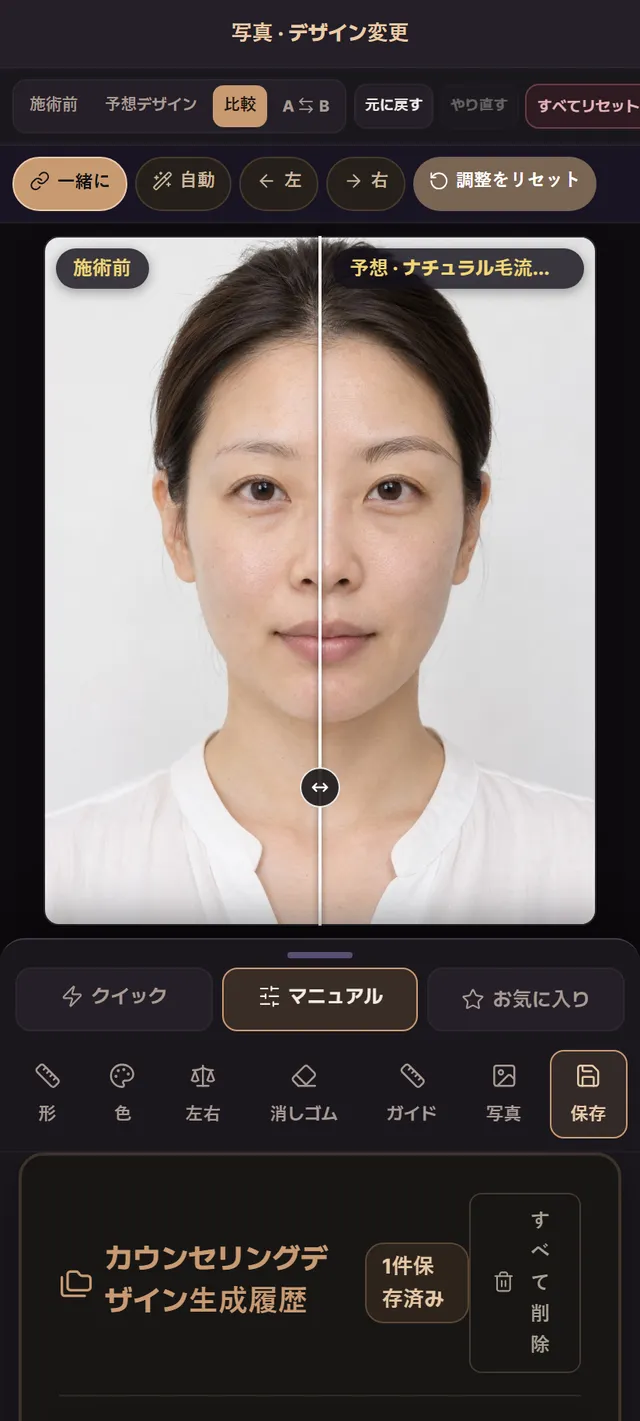 写真·デザイン変更
施術前 予想デザイン 比較 A ⇆ B 元に戻す やり直す すべてリセット
一緒に 自動 ← 左 → 右 調整をリセット
施術前 予想·ナチュラル毛流...
クイック マニュアル お気に入り
形 色 左右 消しゴム ガイド 写真 保存
カウンセリングデ
ザイン生成履歴
1件保
存済み
す
べ
て
削
除